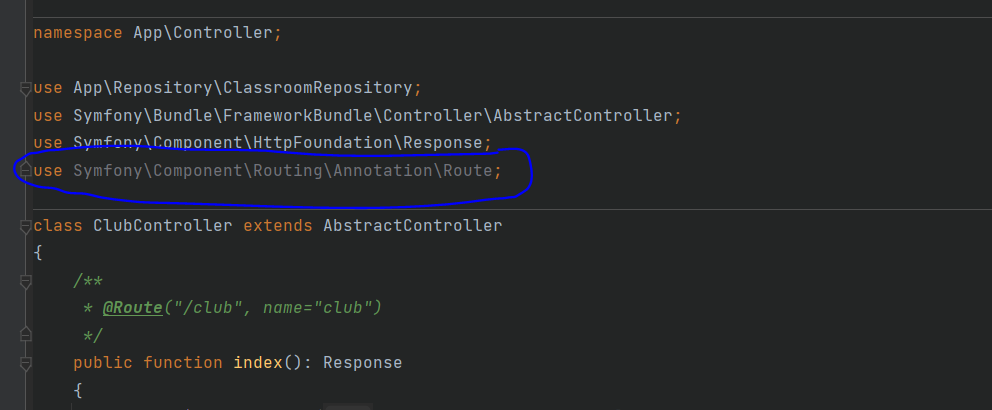 namespace App\Controller;
use App\Repository\ClassroomRepository;
use Symfony\Bundle\FrameworkBundle\Controller\AbstractController;
use Symfony\Component\HttpFoundation\Response;
use Symfony\Component\Routing\Annotation\Route;
class ClubController extends AbstractController
{
/**
* @Route("/club", name="club")
*/
public function index(): Response
{